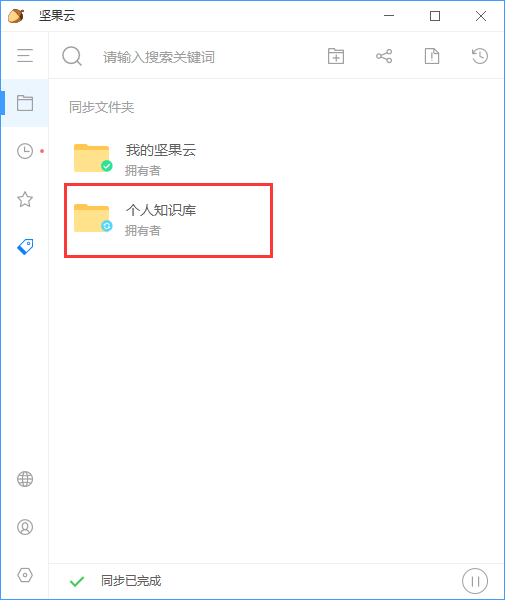 坚果云
请输入搜索关键词
同步文件夹
我的坚果云
拥有者
个人知识库
拥有者
同步已完成